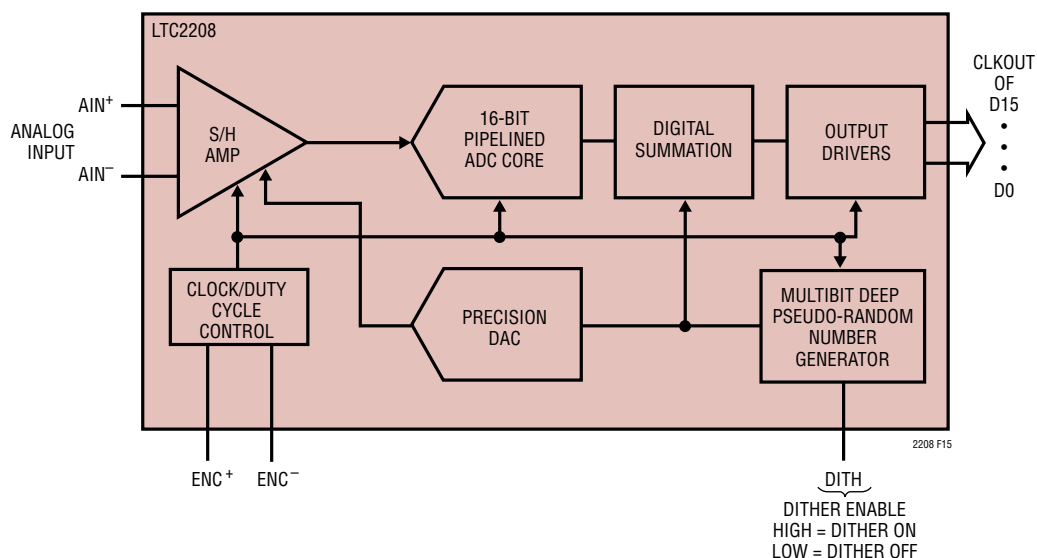 LTC2208
AIN+
ANALOG
INPUT
AIN−
S/H
AMP
16-BIT
PIPELINED
ADC CORE
DIGITAL
SUMMATION
OUTPUT
DRIVERS
CLKOUT
OF
D15
•
•
•
D0
CLOCK/DUTY
CYCLE
CONTROL
PRECISION
DAC
MULTIBIT DEEP
PSEUDO-RANDOM
NUMBER
GENERATOR
2208 F15
ENC+ ENC−
DITH
DITHER ENABLE
HIGH = DITHER ON
LOW = DITHER OFF